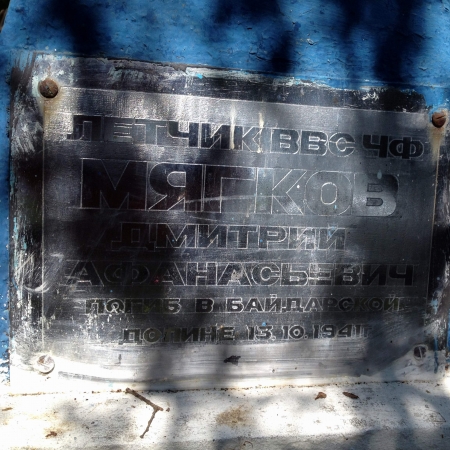 ЛЕТЧИК ВВС ЧФ
МЯГКОВ
ДМИТРИЙ
АФАНАСЬЕВИЧ
ПОГИБ В БАЙДАРСКОЙ
ДОЛИНЕ 13.10.1941Г